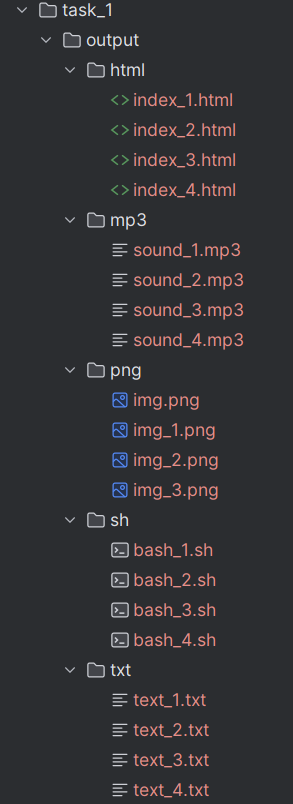 task_1
output
html
index_1.html
index_2.html
index_3.html
index_4.html
mp3
sound_1.mp3
sound_2.mp3
sound_3.mp3
sound_4.mp3
png
img.png
img_1.png
img_2.png
img_3.png
sh
bash_1.sh
bash_2.sh
bash_3.sh
bash_4.sh
txt
text_1.txt
text_2.txt
text_3.txt
text_4.txt